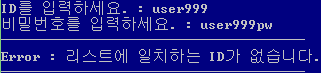 ID를 입력하세요. : user999
비밀번호를 입력하세요. : user999pw
Error : 리스트에 일치하는 ID가 없습니다.